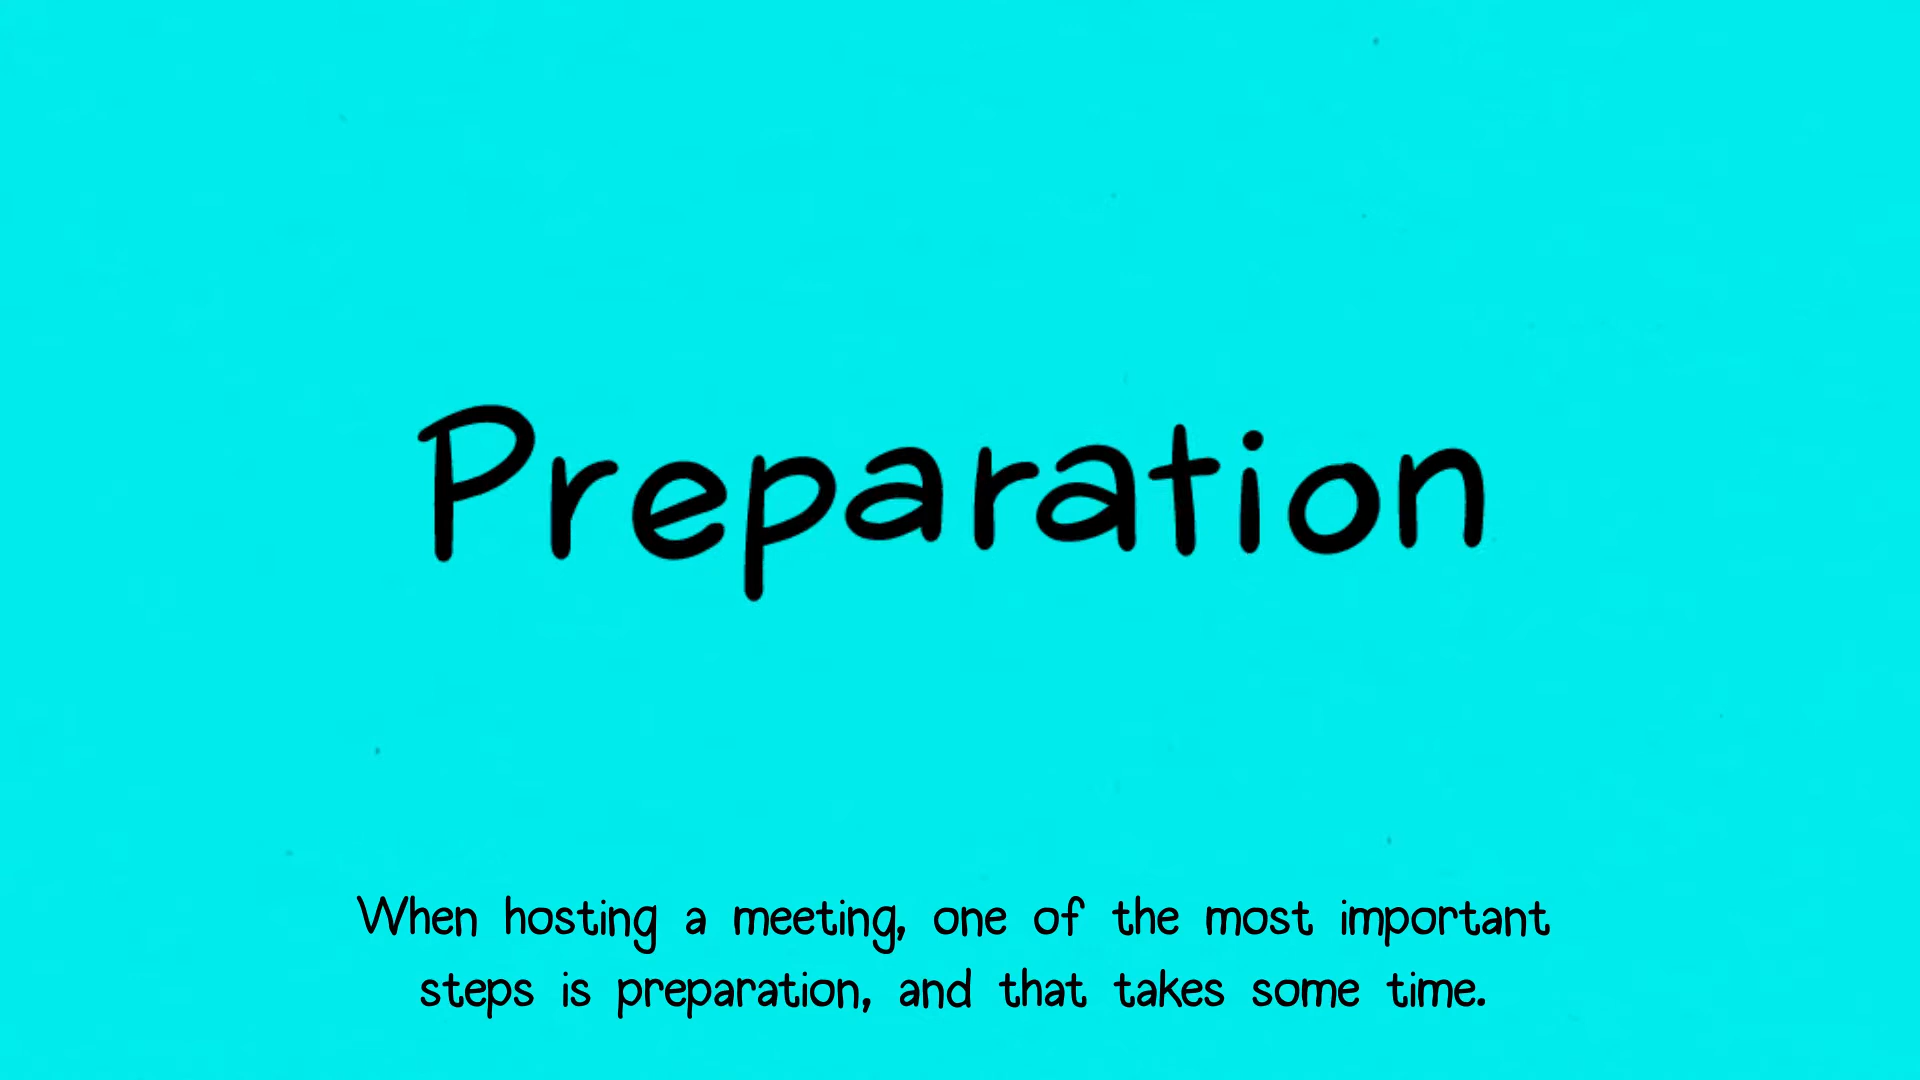 Preparation
When hosting a meeting, one of the most important
steps is preparation, and that takes some time.